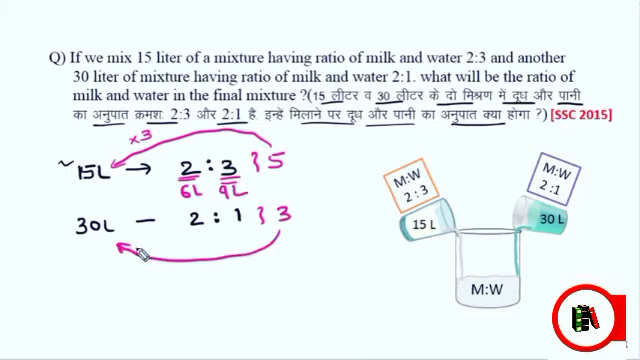 Q) If we mix 15 liter of a mixture having ratio of milk and water 2:3 and another
30 liter of mixture having ratio of milk and water 2:1. what will be the ratio of
milk and water in the final mixture ?(15 लीटर व 30 लीटर के दो मिश्रण में दूध और पानी
का अनुपात क्रमशः 2:3 और 2:1 है. इन्हें मिलाने पर दूध और पानी का अनुपात क्या होगा ?) [SSC 2015]
×3
~15L → 2 : 3 } 5
6L 9L
30L – 2 : 1 } 3
M:W
2 : 3
M:W
2 :1
15 L
30 L
M:W